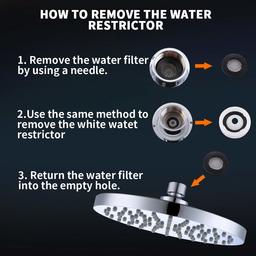 HOW TO REMOVE THE WATER
RESTRICTOR
1. Remove the water filter
by using a needle.
2.Use the same method to
remove the white watet
restrictor
3. Return the water filter
into the empty hole.